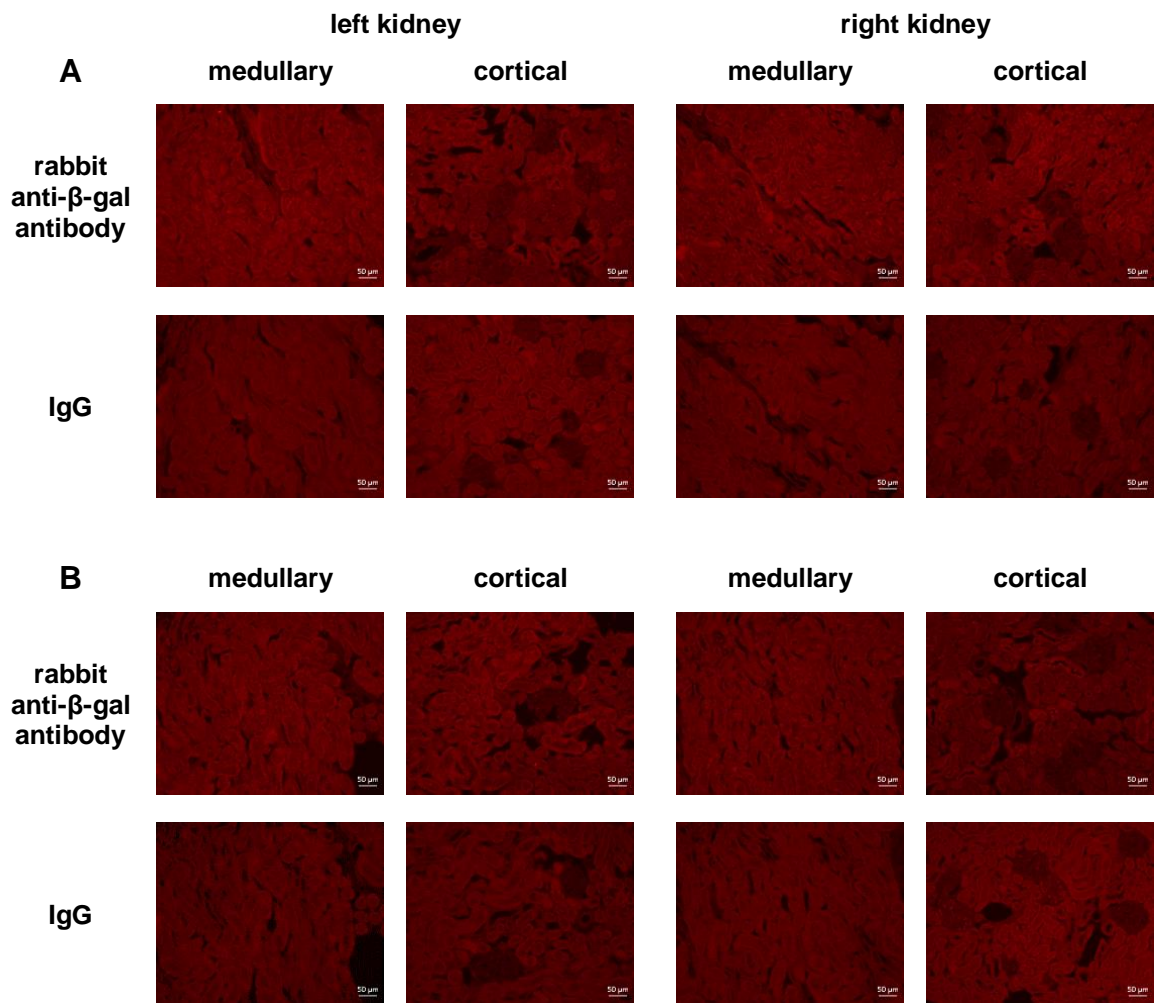 left kidney right kidney
A medullary cortical medullary cortical
rabbit
anti-β-gal
antibody
50 µm 50 µm 50 µm 50 µm
IgG
50 µm 50 µm 50 µm 50 µm
B medullary cortical medullary cortical
rabbit
anti-β-gal
antibody
50 µm 50 µm 50 µm 50 µm
IgG
50 µm 50 µm 50 µm 50 µm